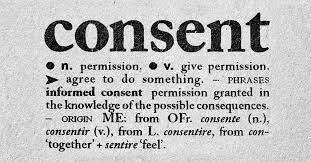 consent
● n. permission. ● v. give permission.
➤ agree to do something. – PHRASES
informed consent permission granted in
the knowledge of the possible consequences.
– ORIGIN ME: from OFr. consente (n.),
consentir (v.), from L. consentire, from con-
'together' + sentire 'feel'.